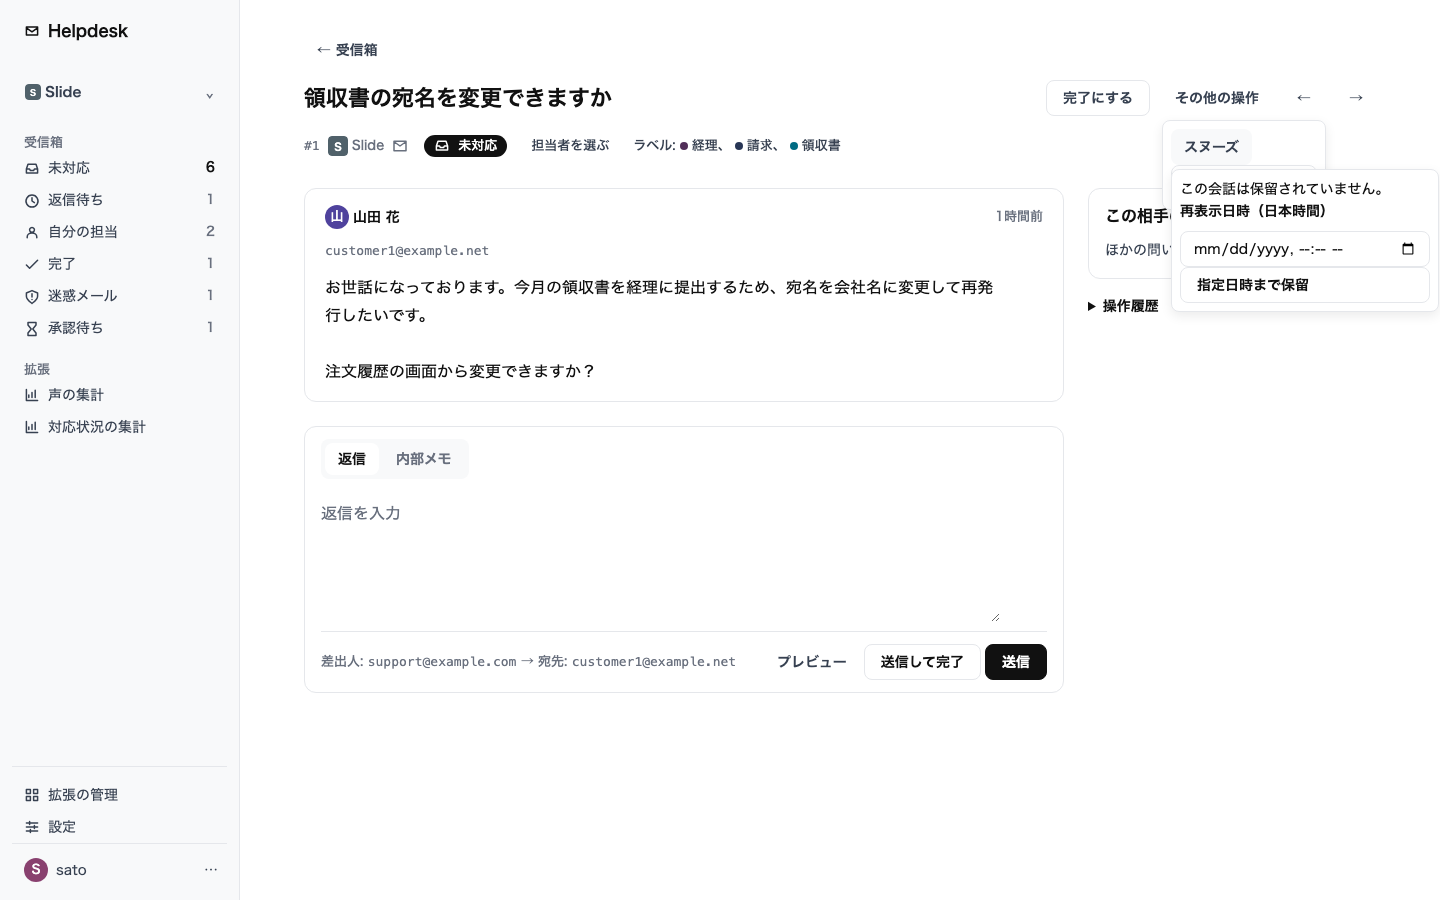 Helpdesk
S Slide
受信箱
未対応 6
返信待ち 1
自分の担当 2
完了 1
迷惑メール 1
承認待ち 1
拡張
声の集計
対応状況の集計
拡張の管理
設定
S sato ...
← 受信箱
領収書の宛名を変更できますか
完了にする その他の操作 ← →
#1 S Slide 未対応 担当者を選ぶ ラベル: 経理、 請求、 領収書
山 山田 花 1時間前
customer1@example.net
お世話になっております。今月の領収書を経理に提出するため、宛名を会社名に変更して再発
行したいです。
注文履歴の画面から変更できますか？
返信 内部メモ
返信を入力
差出人: support@example.com → 宛先: customer1@example.net プレビュー 送信して完了 送信
スヌーズ
この会話は保留されていません。
再表示日時（日本時間）
mm/dd/yyyy, --:-- --
指定日時まで保留
この相手
ほかの問い
▶ 操作履歴